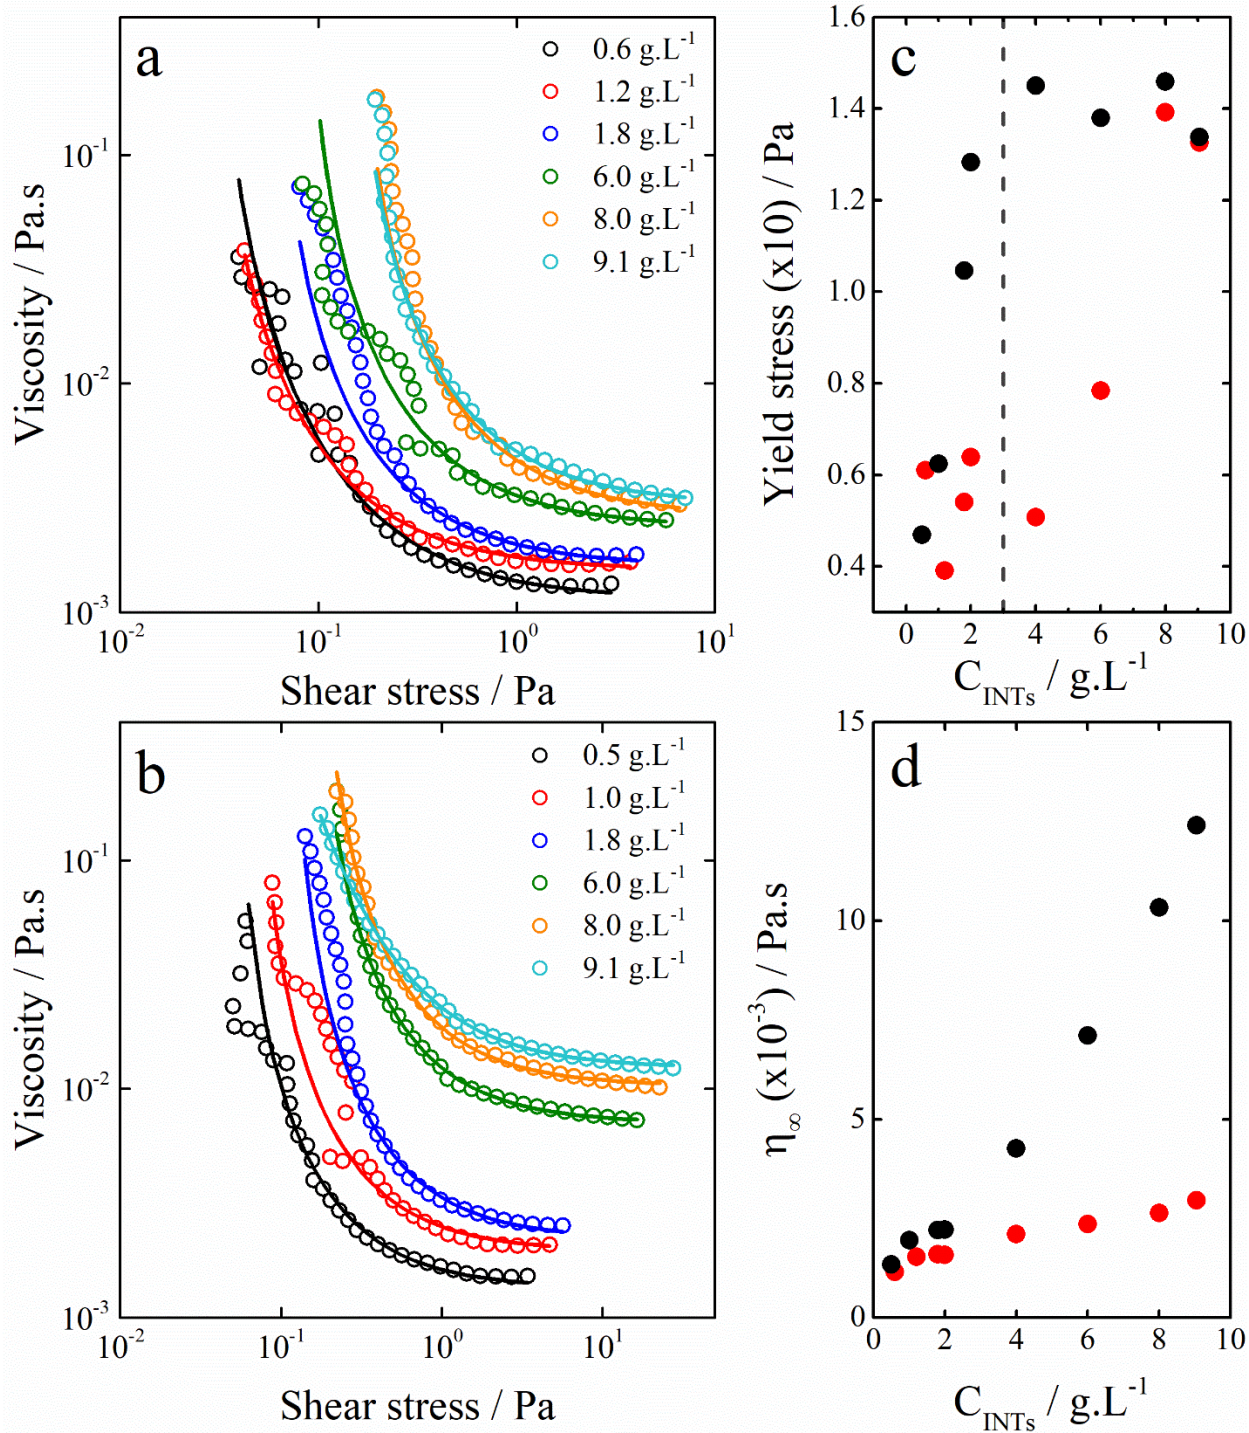 a
0.6 g.L⁻¹
1.2 g.L⁻¹
1.8 g.L⁻¹
6.0 g.L⁻¹
8.0 g.L⁻¹
9.1 g.L⁻¹
10⁻¹
10⁻²
10⁻³
Viscosity / Pa.s
10⁻² 10⁻¹ 10⁰ 10¹
Shear stress / Pa
c
1.6
1.4
1.2
1.0
0.8
0.6
0.4
Yield stress (x10) / Pa
0 2 4 6 8 10
C_INTs / g.L⁻¹
b
0.5 g.L⁻¹
1.0 g.L⁻¹
1.8 g.L⁻¹
6.0 g.L⁻¹
8.0 g.L⁻¹
9.1 g.L⁻¹
10⁻¹
10⁻²
10⁻³
Viscosity / Pa.s
10⁻² 10⁻¹ 10⁰ 10¹
Shear stress / Pa
d
15
10
5
0
η∞ (x10⁻³) / Pa.s
0 2 4 6 8 10
C_INTs / g.L⁻¹